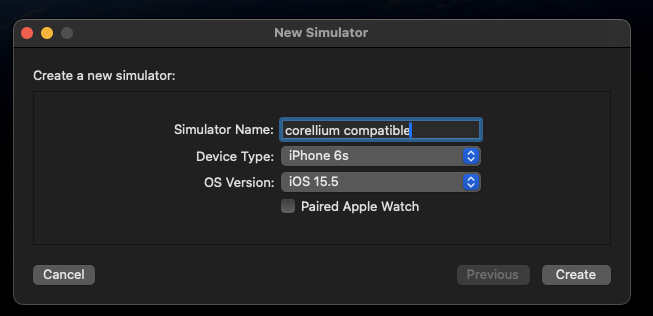 New Simulator
Create a new simulator:
Simulator Name: corellium compatible
Device Type: iPhone 6s
OS Version: iOS 15.5
Paired Apple Watch
Cancel Previous Create